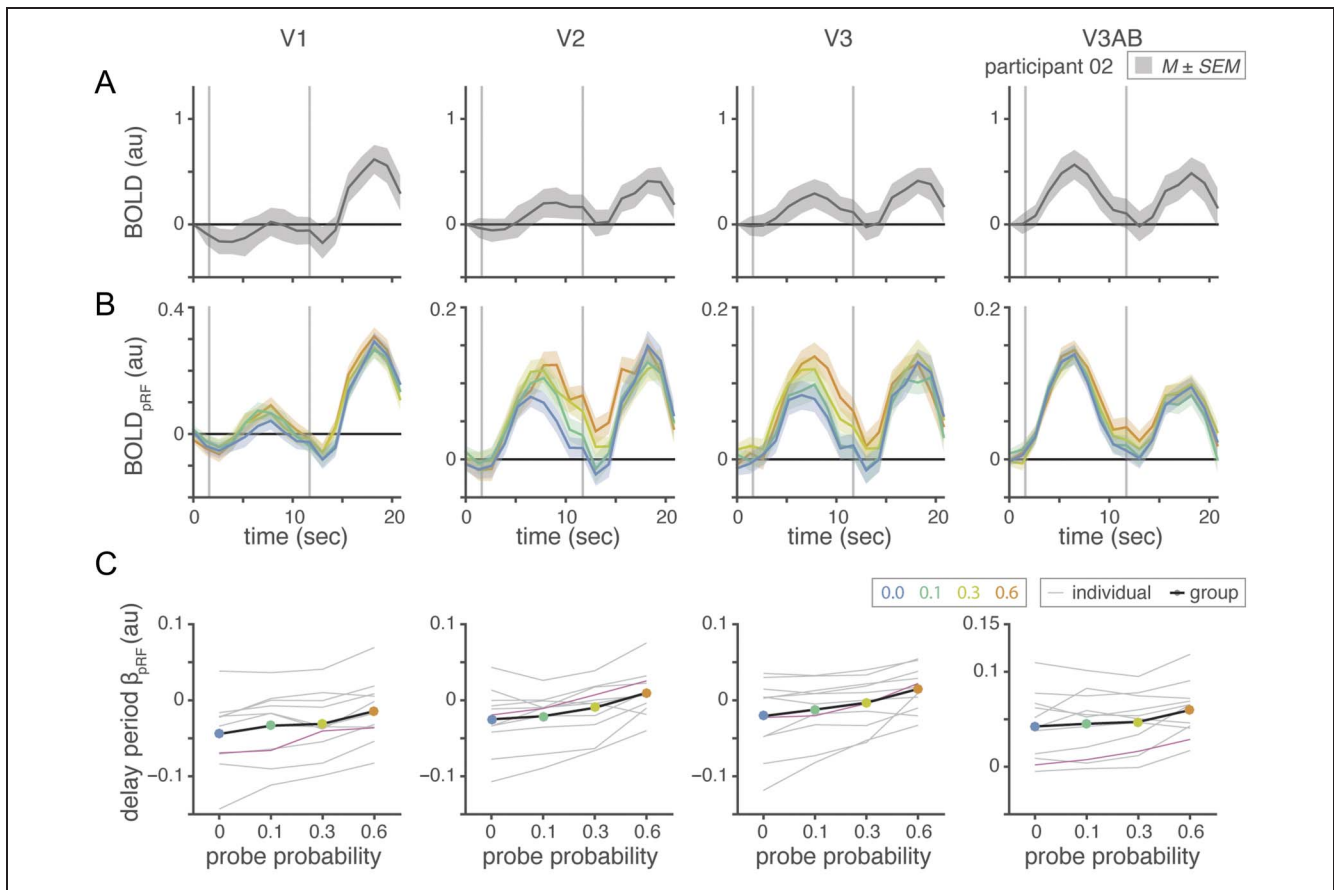 V1 V2 V3 V3AB
participant 02 M ± SEM
A
BOLD (au)
1 1 1 1
0 0 0 0
B
BOLDpRF (au)
0.4 0.2 0.2 0.2
0 0 0 0
0 10 20 0 10 20 0 10 20 0 10 20
time (sec) time (sec) time (sec) time (sec)
C
0.0 0.1 0.3 0.6 individual group
delay period βpRF (au)
0.1 0.1 0.1 0.15
0.1
0 0 0
−0.1 −0.1 −0.1 0
0 0.1 0.3 0.6 0 0.1 0.3 0.6 0 0.1 0.3 0.6 0 0.1 0.3 0.6
probe probability probe probability probe probability probe probability